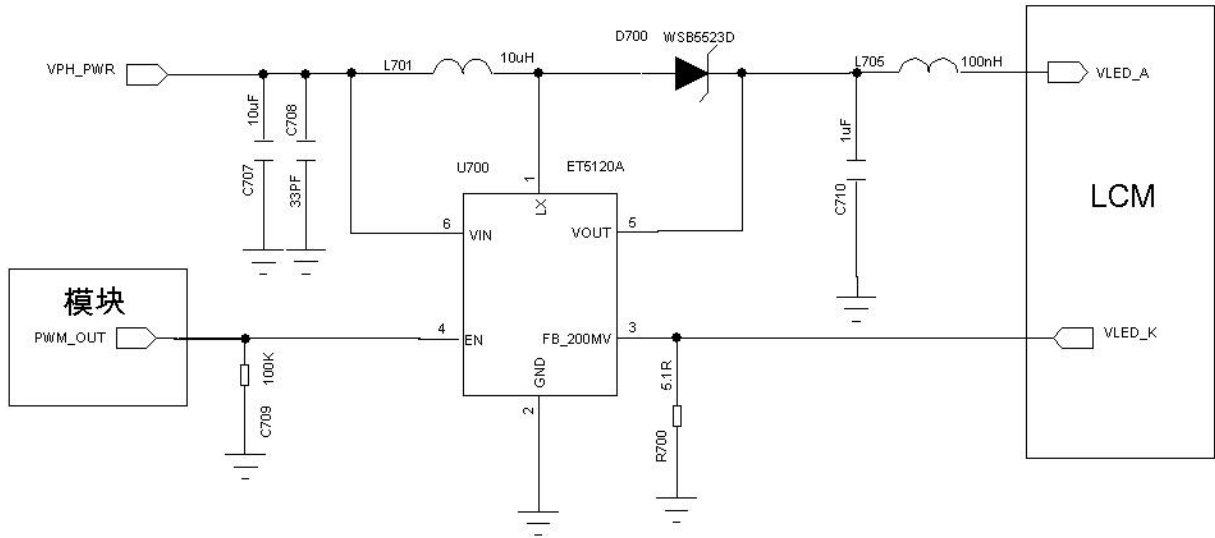 D700 WSB5523D
VPH_PWR
L701
10uH
L705
100nH
VLED_A
10uF
C707
C708
33PF
1uF
C710
U700
ET5120A
1
LX
6
VIN
VOUT
5
LCM
模块
PWM_OUT
4
EN
FB_200MV
3
VLED_K
100K
C709
GND
2
5.1R
R700